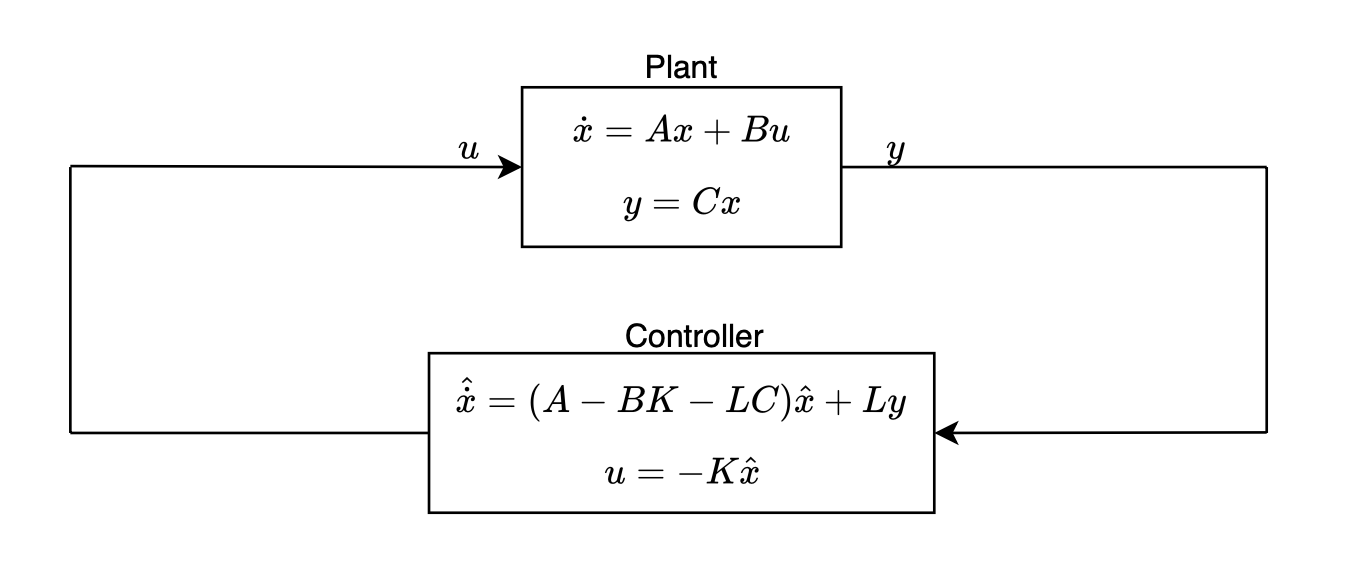 Plant
ẋ = Ax + Bu
u
y
y = Cx
Controller
ẋ̂ = (A − BK − LC)x̂ + Ly
u = −Kx̂